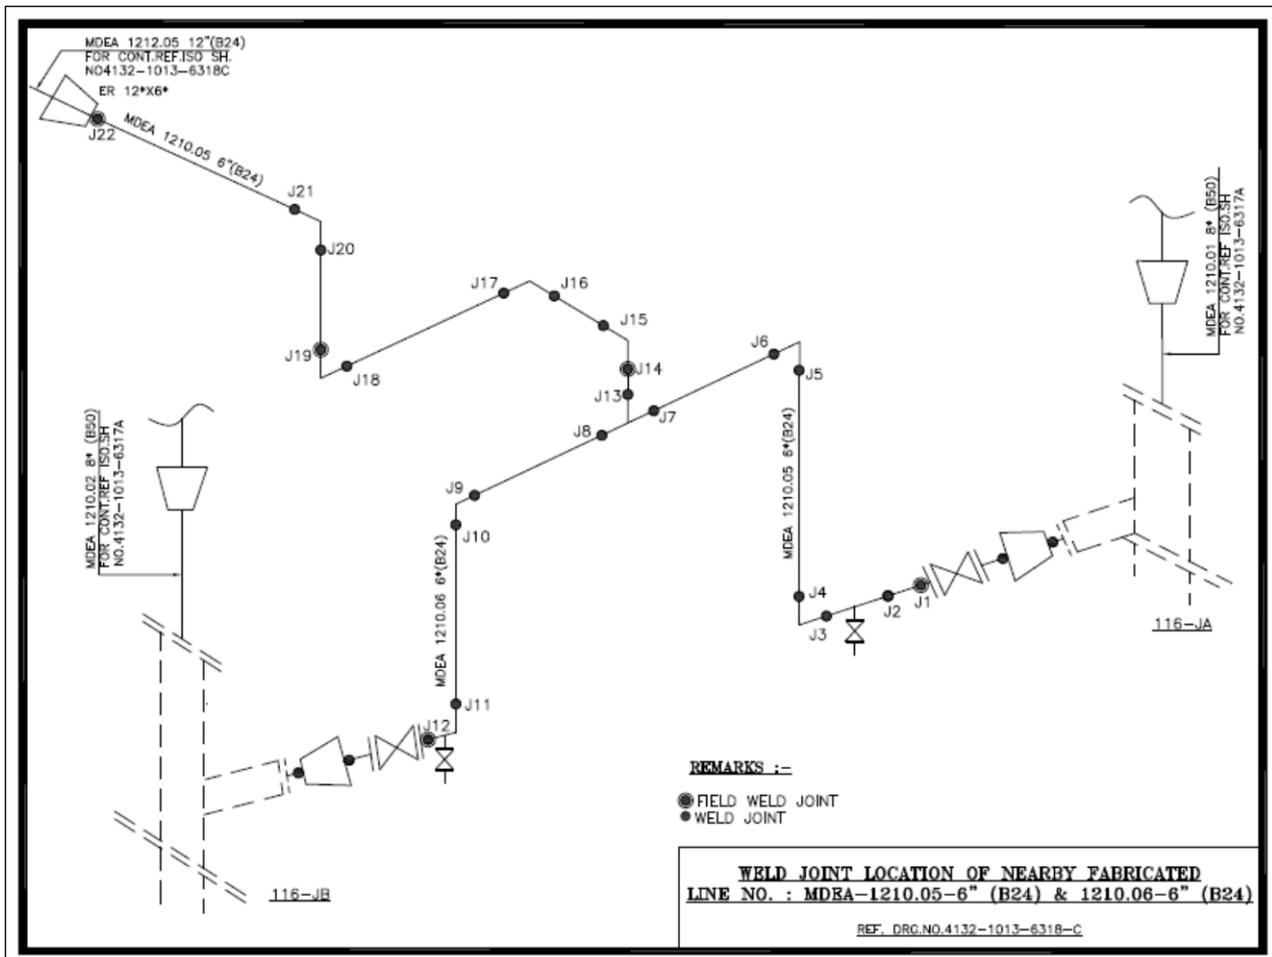 MDEA 1212.05 12"(B24)
FOR CONT.REF.ISO SH.
NO4132-1013-6318C
ER 12"X6"
J22
MDEA 1210.05 6"(B24)
J21
J20
J19
J18
J17
J16
J15
J14
J13
J6
J5
J7
J8
J9
J10
MDEA 1210.05 6"(B24)
MDEA 1210.01 8" (B50)
FOR CONT.REF ISO.SH
NO.4132-1013-6317A
MDEA 1210.02 8" (B50)
FOR CONT.REF ISO.SH
NO.4132-1013-6317A
MDEA 1210.06 6"(B24)
J4
J3
J2
J1
116-JA
J11
J12
116-JB
REMARKS :-
FIELD WELD JOINT
WELD JOINT
WELD JOINT LOCATION OF NEARBY FABRICATED
LINE NO. : MDEA-1210.05-6" (B24) & 1210.06-6" (B24)
REF. DRG.NO.4132-1013-6318-C